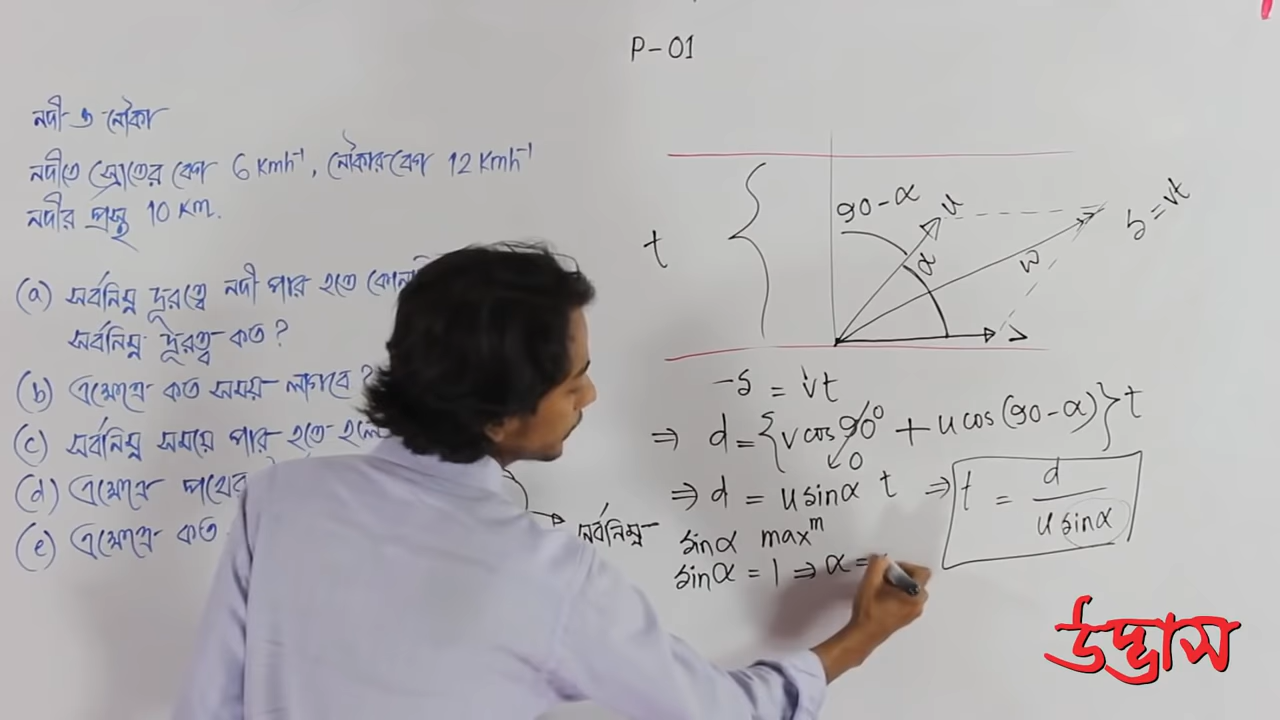 P-01
নদী ও নৌকা
নদীতে স্রোতের বেগ 6 Kmh⁻¹, নৌকার বেগ 12 Kmh⁻¹
নদীর প্রস্থ 10 Km.
(a) সর্বনিম্ন দূরত্বে নদী পার হতে
সর্বনিম্ন দূরত্ব কত?
(b) এক্ষেত্রে কত সময় লাগবে?
(c) সর্বনিম্ন সময়ে পার হতে হলে
(d) এক্ষেত্রে পথের
(e) এক্ষেত্রে কত
t
90-α
u
α
w
v
s = vt
s = vt
⇒ d = {v cos 90° + u cos (90-α)} t
0
⇒ d = u sinα t ⇒ t = d / u sinα
সর্বনিম্ন sinα maxᵐ
sinα = 1 ⇒ α =
উদ্ভাস